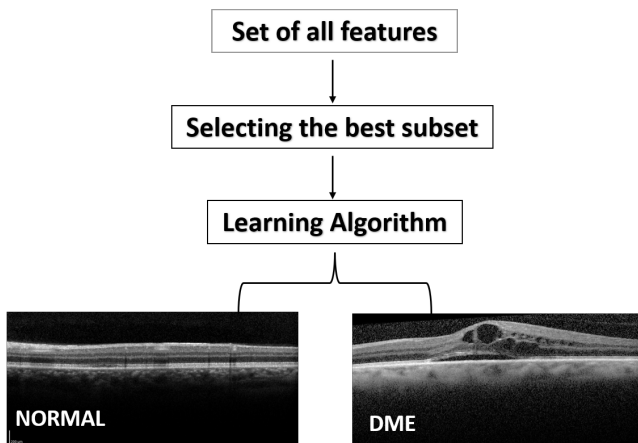 Set of all features
Selecting the best subset
Learning Algorithm
NORMAL
DME